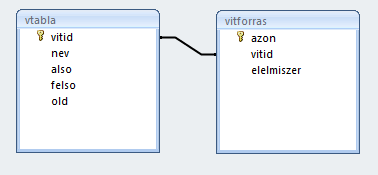 vtabla
vitid
nev
also
felso
old
vitforras
azon
vitid
elelmiszer